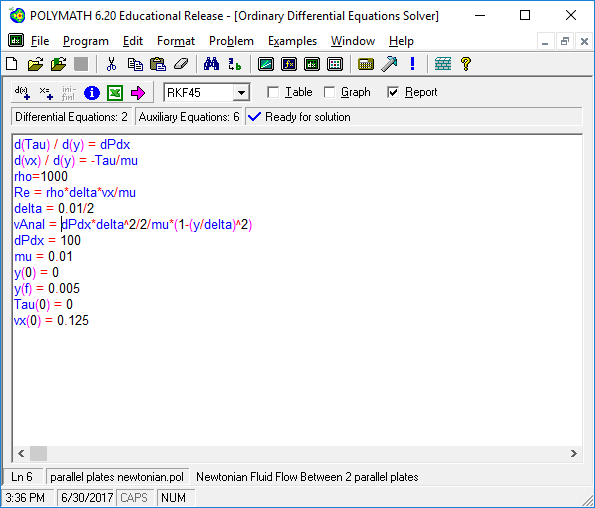 POLYMATH 6.20 Educational Release - [Ordinary Differential Equations Solver]
File Program Edit Format Problem Examples Window Help
d(x) x= ini-finl RKF45 Table Graph Report
Differential Equations: 2 Auxiliary Equations: 6 Ready for solution
d(Tau) / d(y) = dPdx
d(vx) / d(y) = -Tau/mu
rho=1000
Re = rho*delta*vx/mu
delta = 0.01/2
vAnal = dPdx*delta^2/2/mu*(1-(y/delta)^2)
dPdx = 100
mu = 0.01
y(0) = 0
y(f) = 0.005
Tau(0) = 0
vx(0) = 0.125
Ln 6 parallel plates newtonian.pol Newtonian Fluid Flow Between 2 parallel plates
3:36 PM 6/30/2017 CAPS NUM